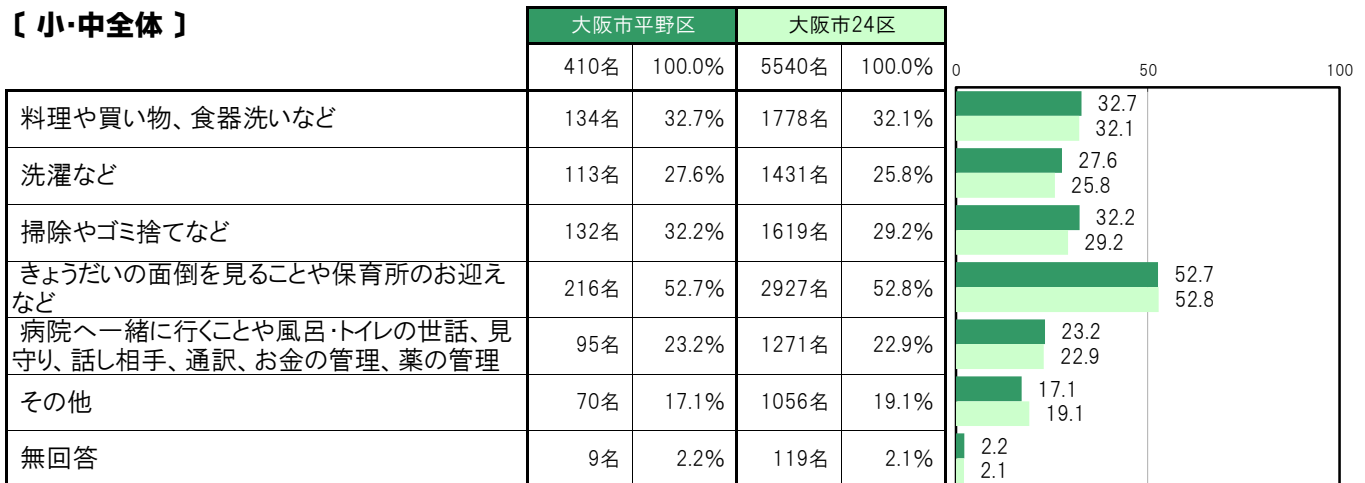 〔 小・中全体 〕
大阪市平野区 大阪市24区
410名 100.0% 5540名 100.0%
0 50 100
料理や買い物、食器洗いなど 134名 32.7% 1778名 32.1%
32.7
32.1
洗濯など 113名 27.6% 1431名 25.8%
27.6
25.8
掃除やゴミ捨てなど 132名 32.2% 1619名 29.2%
32.2
29.2
きょうだいの面倒を見ることや保育所のお迎え
など
216名 52.7% 2927名 52.8%
52.7
52.8
病院へ一緒に行くことや風呂・トイレの世話、見
守り、話し相手、通訳、お金の管理、薬の管理
95名 23.2% 1271名 22.9%
23.2
22.9
その他 70名 17.1% 1056名 19.1%
17.1
19.1
無回答 9名 2.2% 119名 2.1%
2.2
2.1